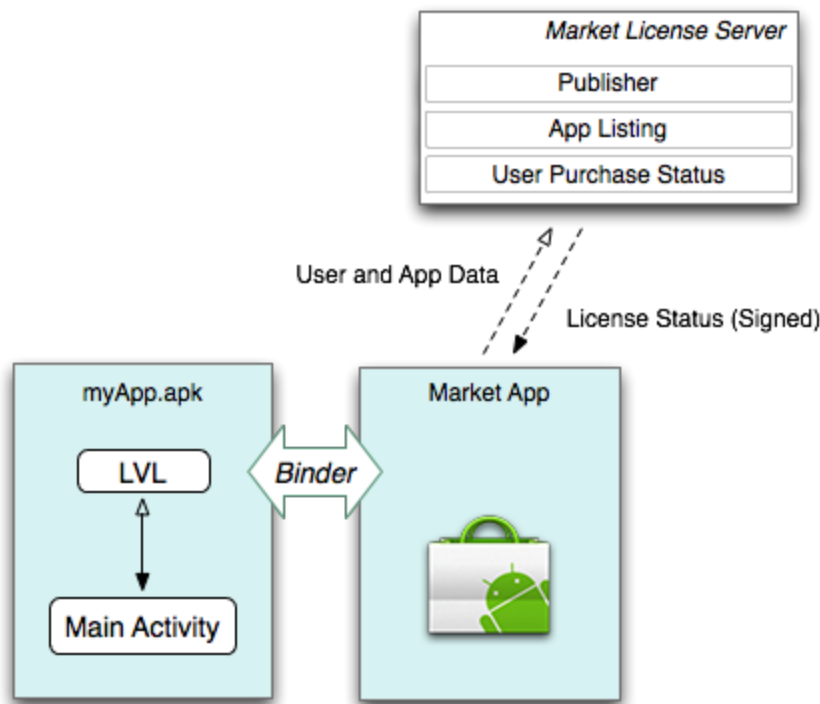 Market License Server
Publisher
App Listing
User Purchase Status
User and App Data
License Status (Signed)
myApp.apk
Market App
LVL
Binder
Main Activity